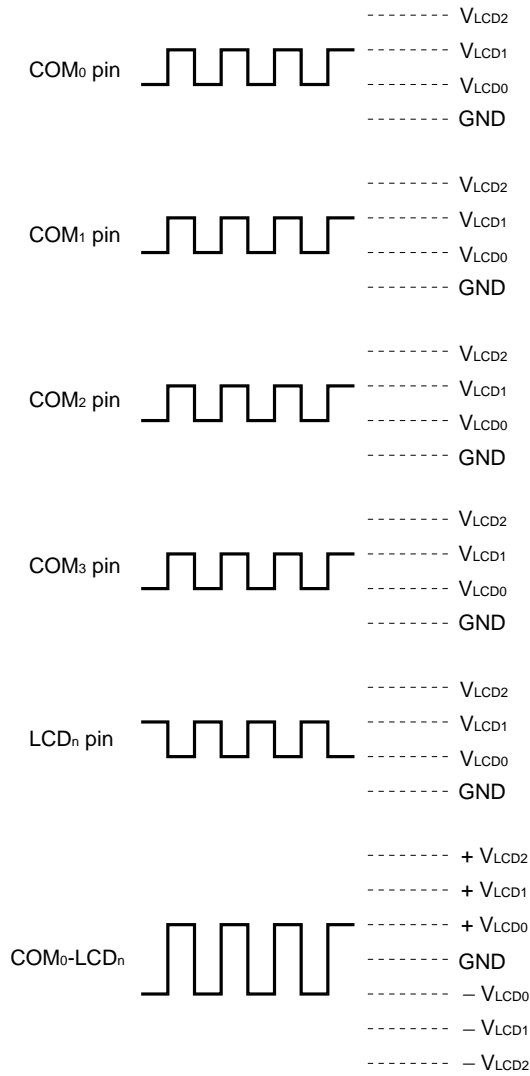 VLCD2
COM0 pin
VLCD1
VLCD0
GND
VLCD2
COM1 pin
VLCD1
VLCD0
GND
VLCD2
COM2 pin
VLCD1
VLCD0
GND
VLCD2
COM3 pin
VLCD1
VLCD0
GND
VLCD2
LCDn pin
VLCD1
VLCD0
GND
+ VLCD2
+ VLCD1
+ VLCD0
COM0-LCDn
GND
− VLCD0
− VLCD1
− VLCD2